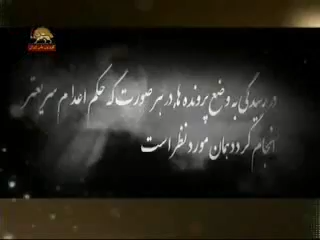 در رسیدگی به وضع پرونده ها، در هر صورت که حکم اعدام سریعتر
انجام گردد همان مورد نظر است